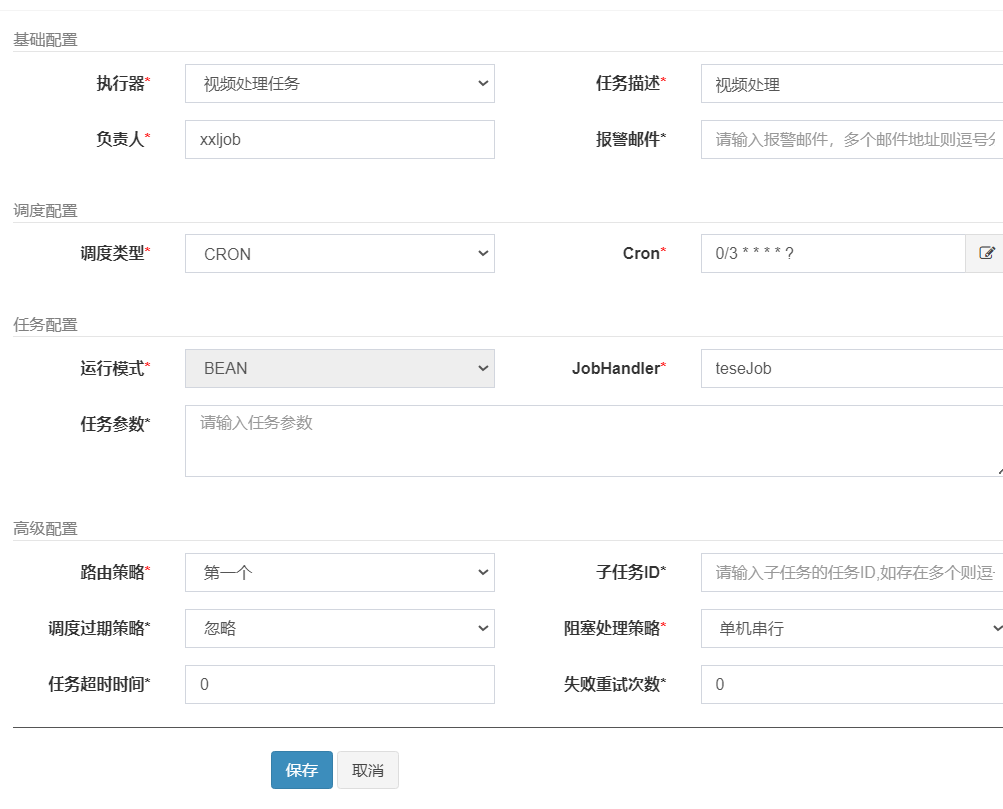 基础配置
执行器* 视频处理任务 任务描述* 视频处理
负责人* xxljob 报警邮件* 请输入报警邮件，多个邮件地址则逗号分
调度配置
调度类型* CRON Cron* 0/3 * * * * ?
任务配置
运行模式* BEAN JobHandler* teseJob
任务参数* 请输入任务参数
高级配置
路由策略* 第一个 子任务ID* 请输入子任务的任务ID,如存在多个则逗
调度过期策略* 忽略 阻塞处理策略* 单机串行
任务超时时间* 0 失败重试次数* 0
保存 取消